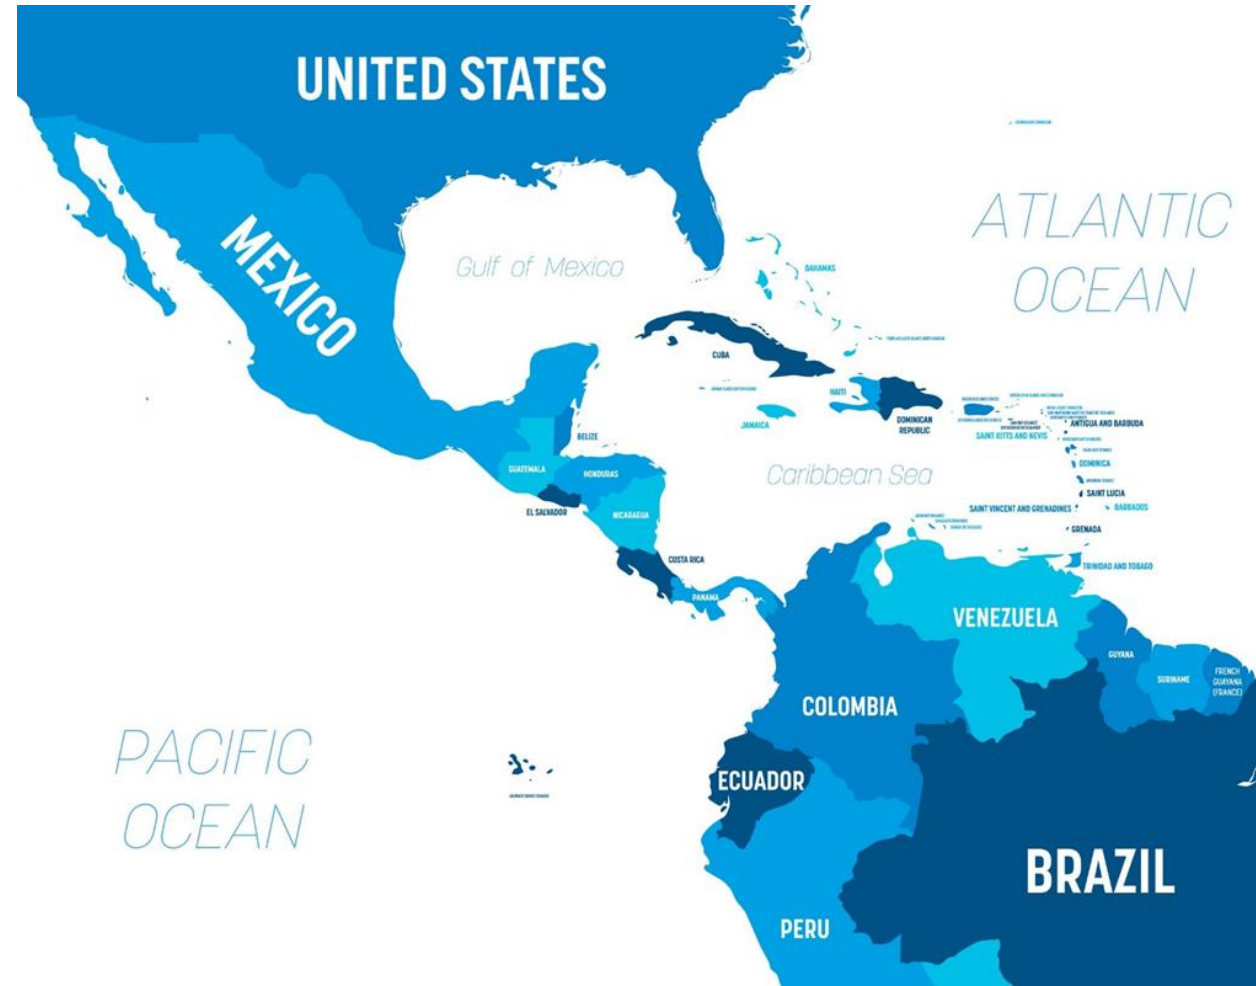 UNITED STATES
MEXICO
Gulf of Mexico
ATLANTIC
OCEAN
BAHAMAS
CUBA
HAITI
DOMINICAN
REPUBLIC
JAMAICA
ANTIGUA AND BARBUDA
SAINT KITTS AND NEVIS
BELIZE
GUATEMALA
HONDURAS
Caribbean Sea
DOMINICA
SAINT LUCIA
EL SALVADOR
NICARAGUA
SAINT VINCENT AND GRENADINES
BARBADOS
GRENADA
COSTA RICA
TRINIDAD AND TOBAGO
PANAMA
VENEZUELA
GUYANA
SURINAME
FRENCH
GUAYANA
(FRANCE)
COLOMBIA
PACIFIC
OCEAN
ECUADOR
BRAZIL
PERU